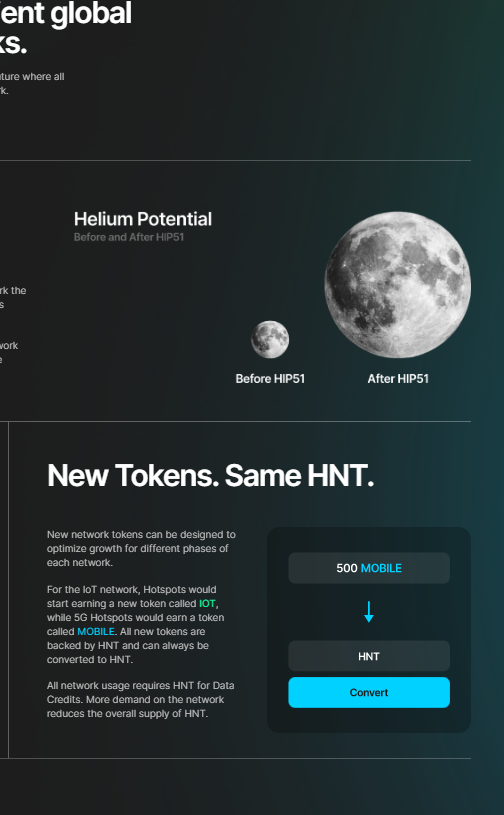 ent global
ks.
ture where all
k.
Helium Potential
Before and After HIP51
rk the
s
work
e
Before HIP51
After HIP51
New Tokens. Same HNT.
New network tokens can be designed to
optimize growth for different phases of
each network.
For the IoT network, Hotspots would
start earning a new token called IOT,
while 5G Hotspots would earn a token
called MOBILE. All new tokens are
backed by HNT and can always be
converted to HNT.
All network usage requires HNT for Data
Credits. More demand on the network
reduces the overall supply of HNT.
500 MOBILE
HNT
Convert